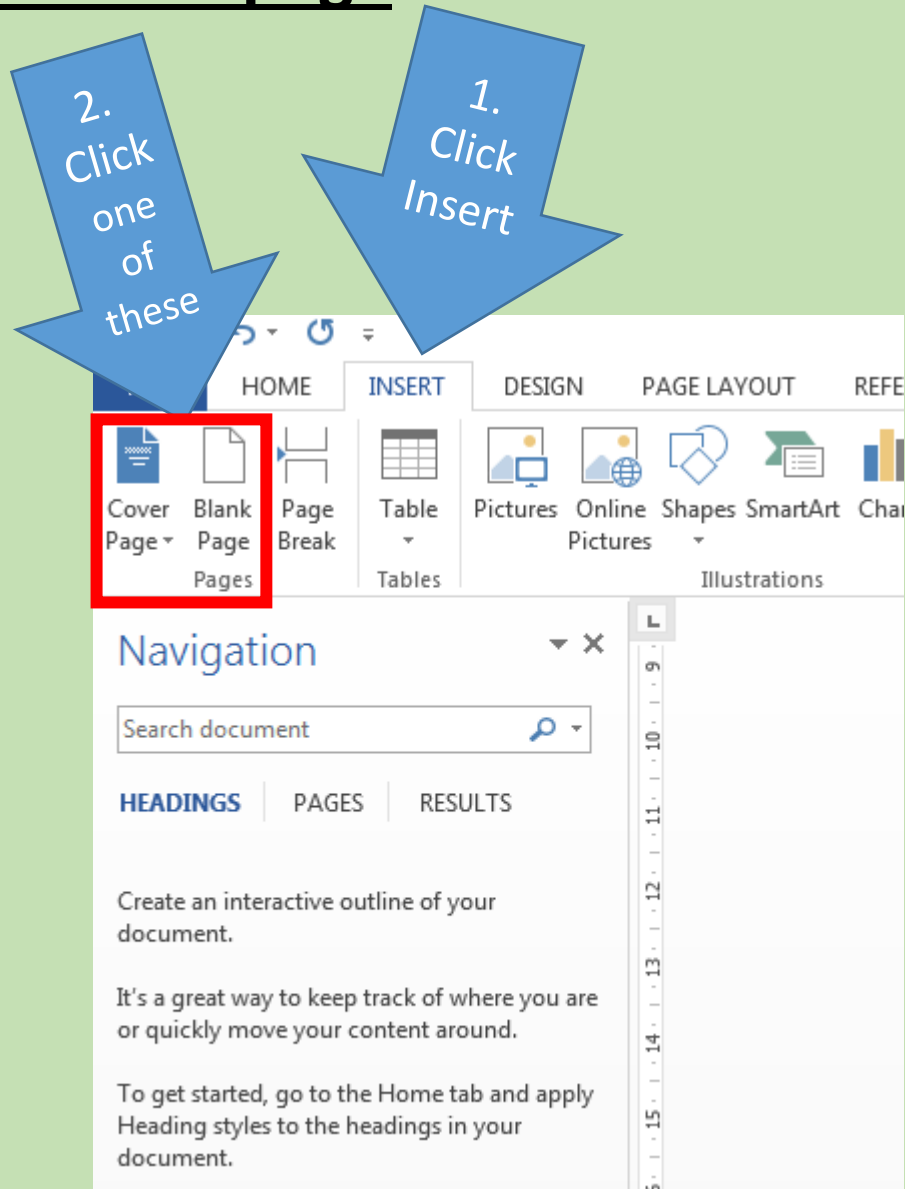 2.
Click
one
of
these
1.
Click
Insert
HOME INSERT DESIGN PAGE LAYOUT REFE
Cover Blank Page Table Pictures Online Shapes SmartArt Char
Page Page Break Pictures
Pages Tables Illustrations
Navigation
Search document
HEADINGS PAGES RESULTS
Create an interactive outline of your
document.
It's a great way to keep track of where you are
or quickly move your content around.
To get started, go to the Home tab and apply
Heading styles to the headings in your
document.
9
10
11
12
13
14
15